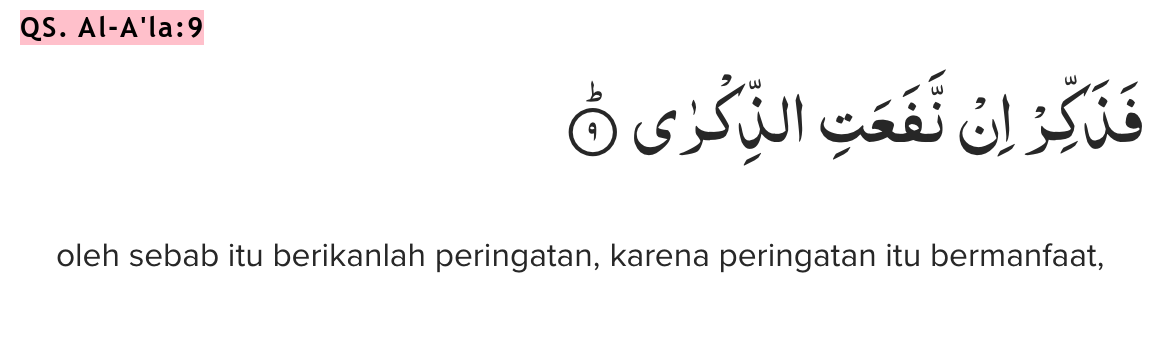 QS. Al-A'la:9
فَذَكِّرْ اِنْ نَّفَعَتِ الذِّكْرٰى ۗ ٩
oleh sebab itu berikanlah peringatan, karena peringatan itu bermanfaat,